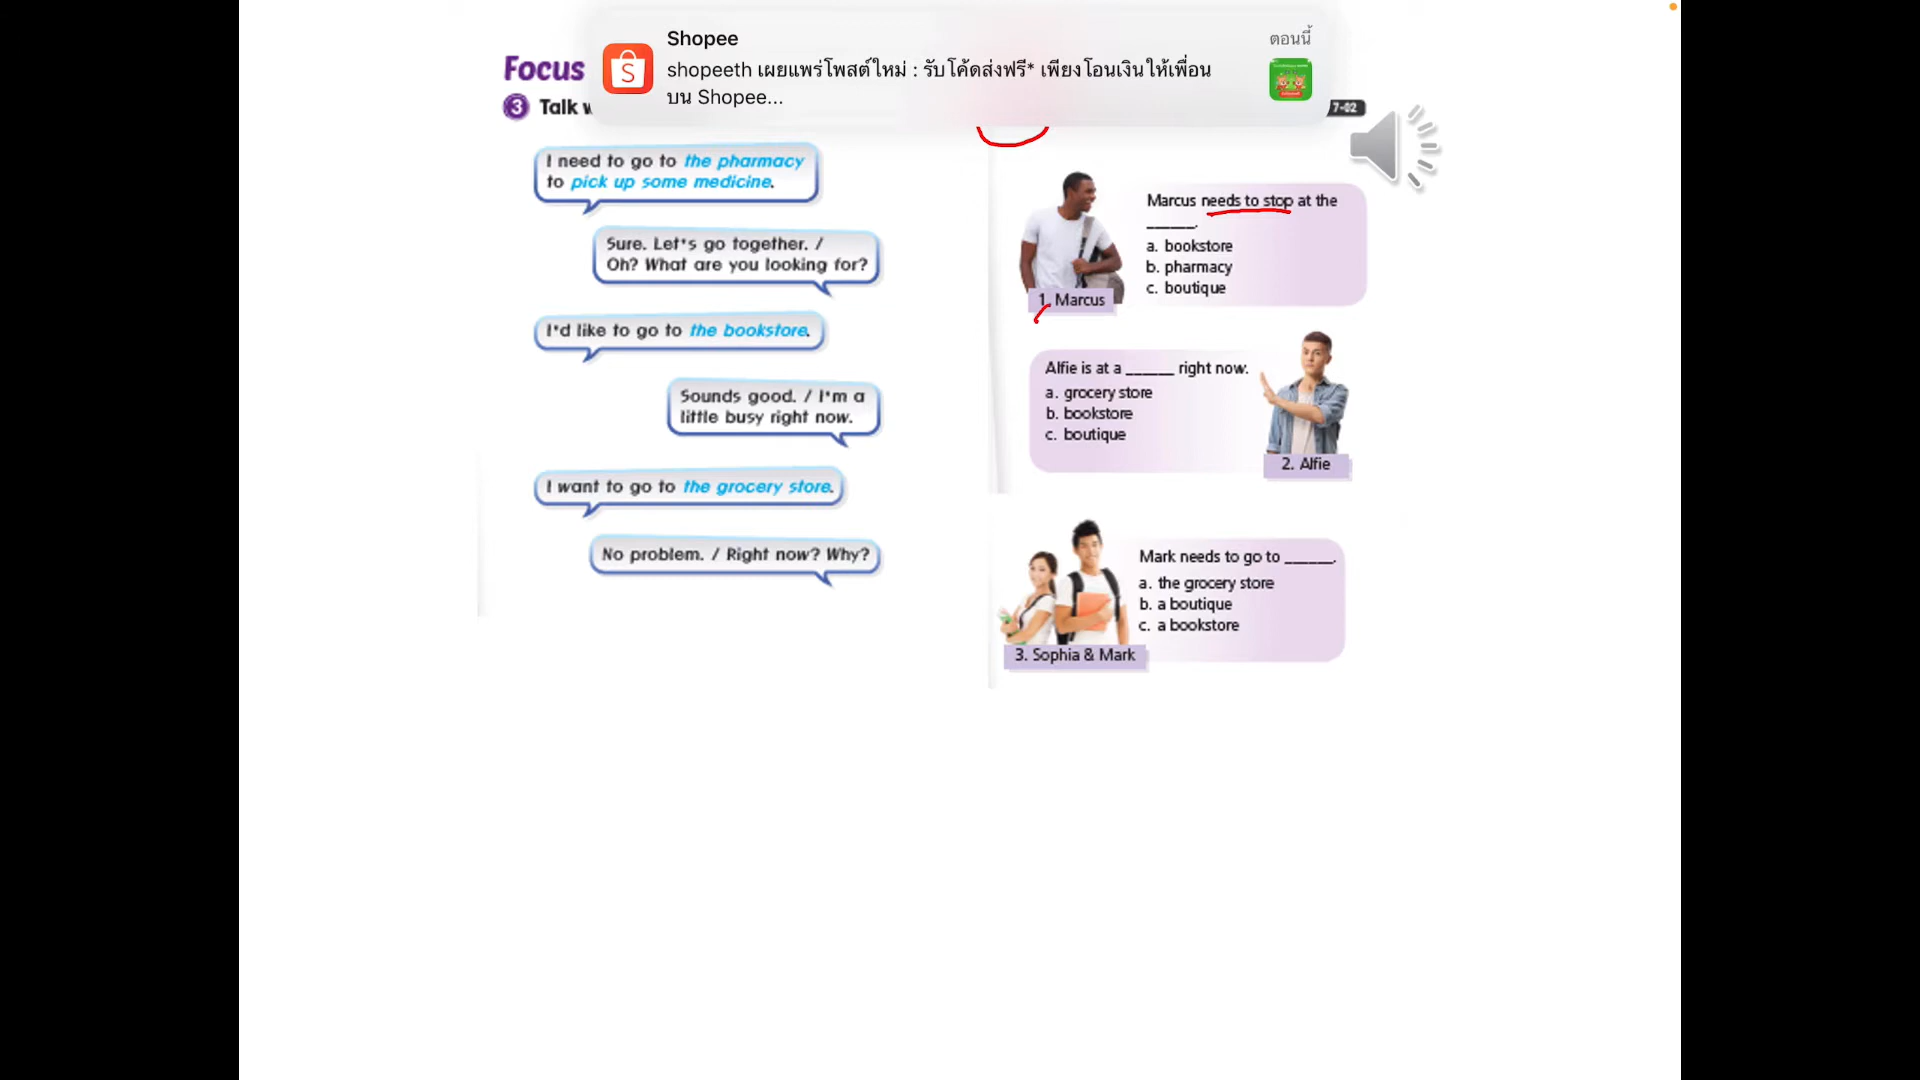 Shopee
ตอนนี้
shopeeth เผยแพร่โพสต์ใหม่ : รับโค้ดส่งฟรี* เพียงโอนเงินให้เพื่อน
บน Shopee...
Focus
3 Talk
7-02
I need to go to the pharmacy
to pick up some medicine.
Sure. Let's go together. /
Oh? What are you looking for?
I'd like to go to the bookstore.
Sounds good. / I'm a
little busy right now.
I want to go to the grocery store.
No problem. / Right now? Why?
Marcus needs to stop at the
______.
a. bookstore
b. pharmacy
c. boutique
1. Marcus
Alfie is at a ______ right now.
a. grocery store
b. bookstore
c. boutique
2. Alfie
Mark needs to go to ______.
a. the grocery store
b. a boutique
c. a bookstore
3. Sophia & Mark